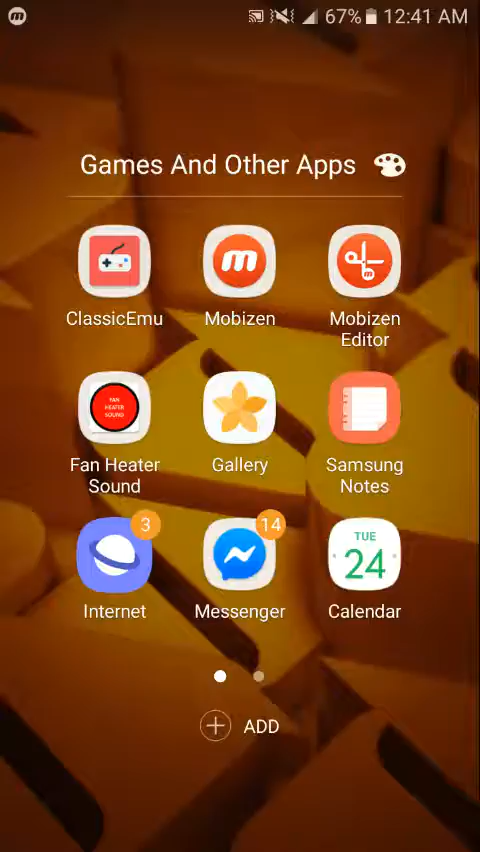 67% 12:41 AM
Games And Other Apps
ClassicEmu
Mobizen
Mobizen
Editor
FAN
HEATER
SOUND
Fan Heater
Sound
Gallery
Samsung
Notes
3
14
TUE
24
Internet
Messenger
Calendar
ADD